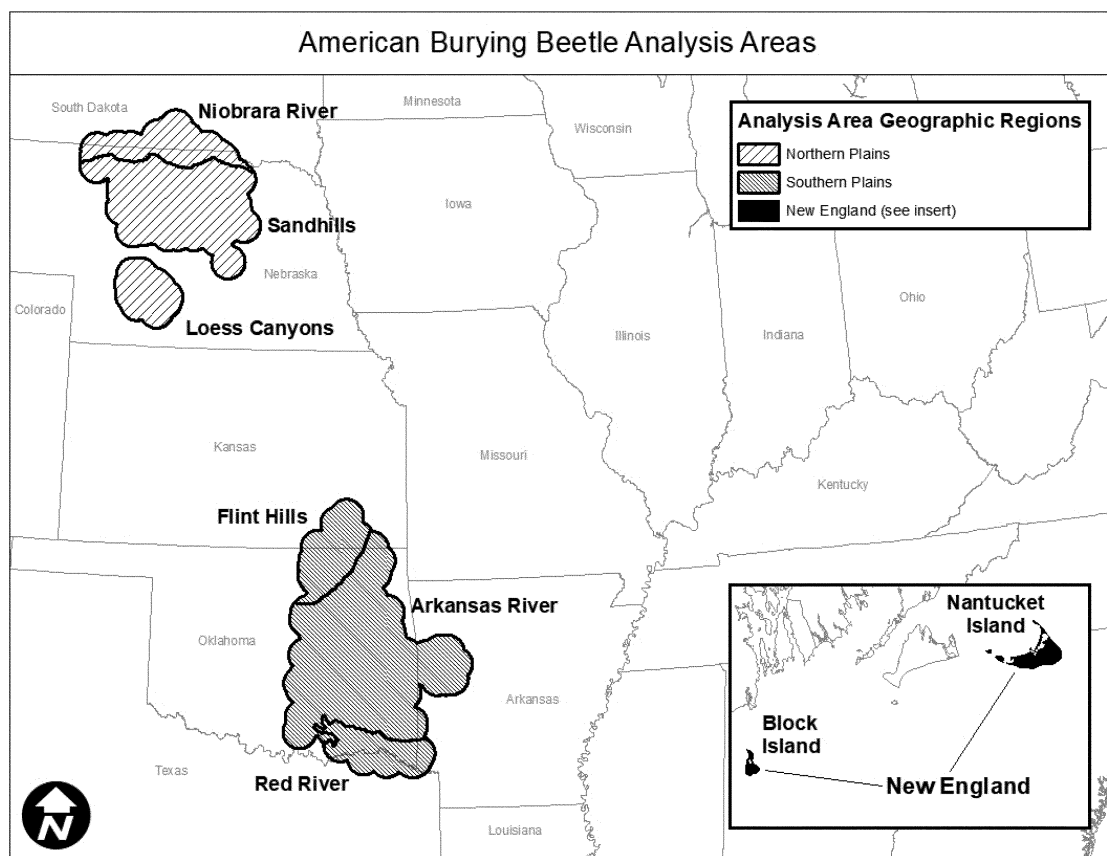 American Burying Beetle Analysis Areas
South Dakota
Niobrara River
Minnesota
Wisconsin
Analysis Area Geographic Regions
Northern Plains
Southern Plains
New England (see insert)
Iowa
Sandhills
Nebraska
Colorado
Loess Canyons
Illinois
Indiana
Ohio
Kansas
Missouri
Kentucky
Flint Hills
Arkansas River
Oklahoma
Arkansas
Texas
Red River
Louisiana
Nantucket
Island
Block
Island
New England
N